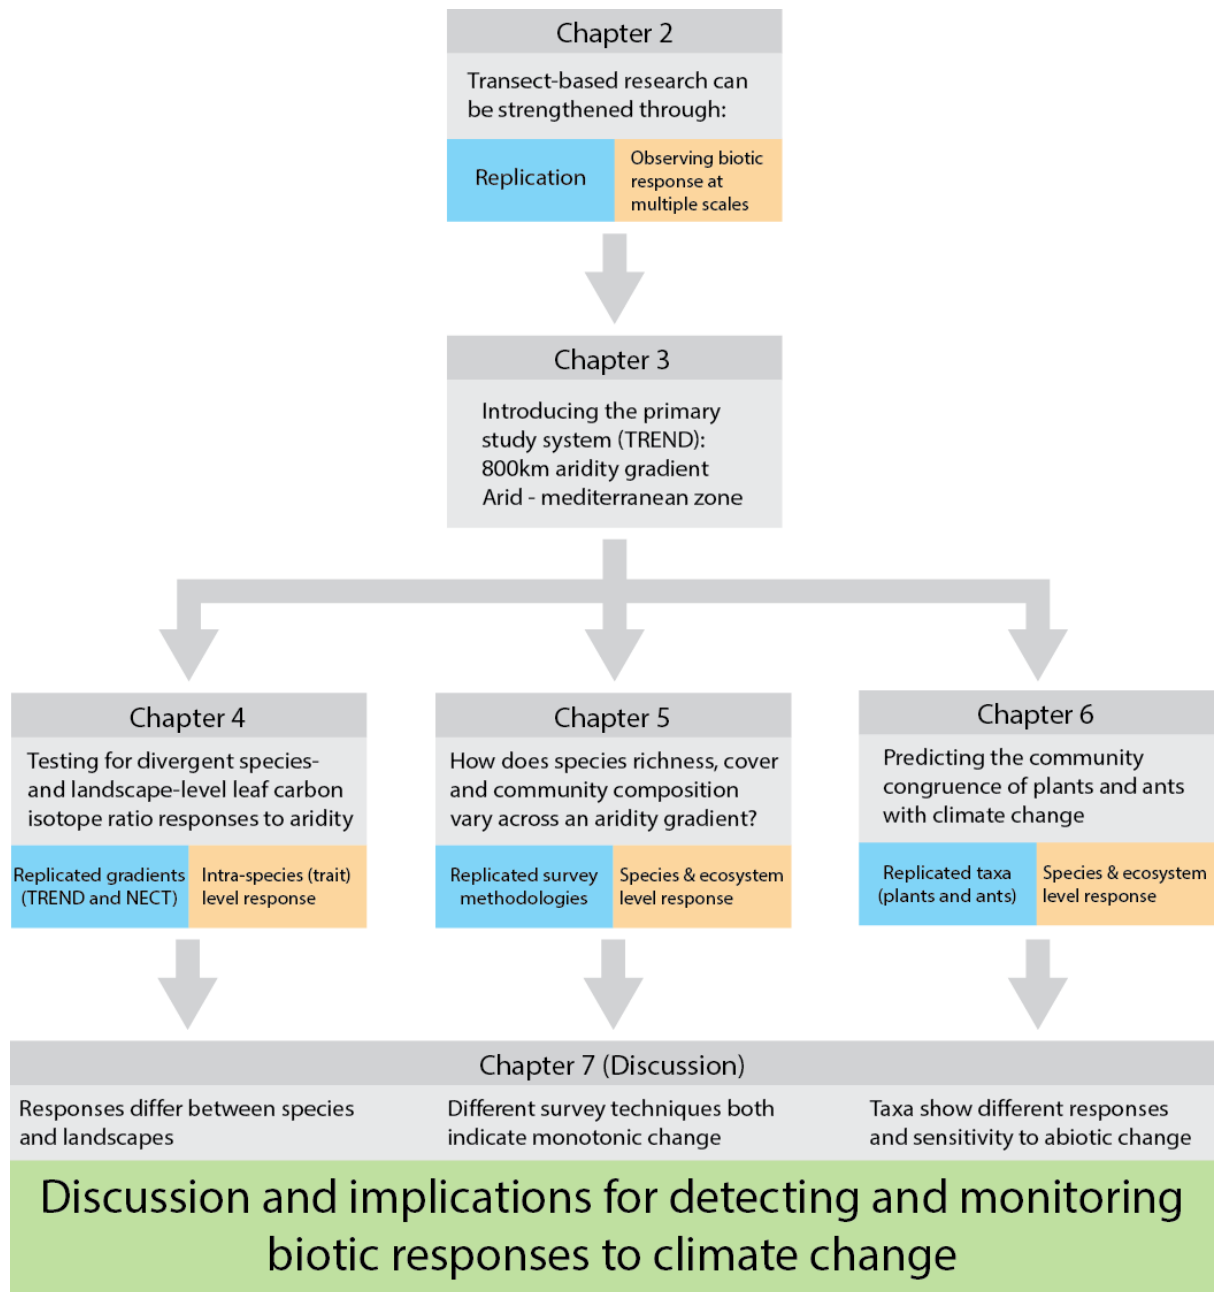 Chapter 2
Transect-based research can
be strengthened through:
Replication
Observing biotic
response at
multiple scales
Chapter 3
Introducing the primary
study system (TREND):
800km aridity gradient
Arid - mediterranean zone
Chapter 4
Testing for divergent species-
and landscape-level leaf carbon
isotope ratio responses to aridity
Replicated gradients
(TREND and NECT)
Intra-species (trait)
level response
Chapter 5
How does species richness, cover
and community composition
vary across an aridity gradient?
Replicated survey
methodologies
Species & ecosystem
level response
Chapter 6
Predicting the community
congruence of plants and ants
with climate change
Replicated taxa
(plants and ants)
Species & ecosystem
level response
Chapter 7 (Discussion)
Responses differ between species
and landscapes
Different survey techniques both
indicate monotonic change
Taxa show different responses
and sensitivity to abiotic change
Discussion and implications for detecting and monitoring
biotic responses to climate change